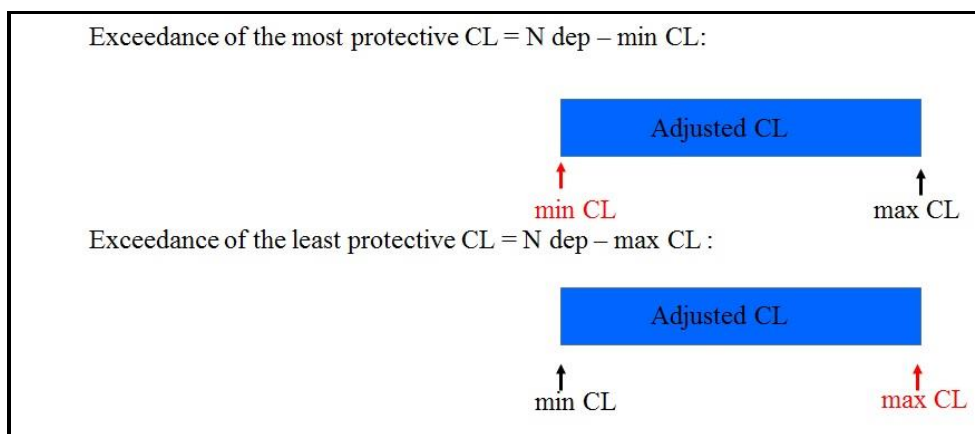 Exceedance of the most protective CL = N dep – min CL:
Adjusted CL
min CL
max CL
Exceedance of the least protective CL = N dep – max CL :
Adjusted CL
min CL
max CL